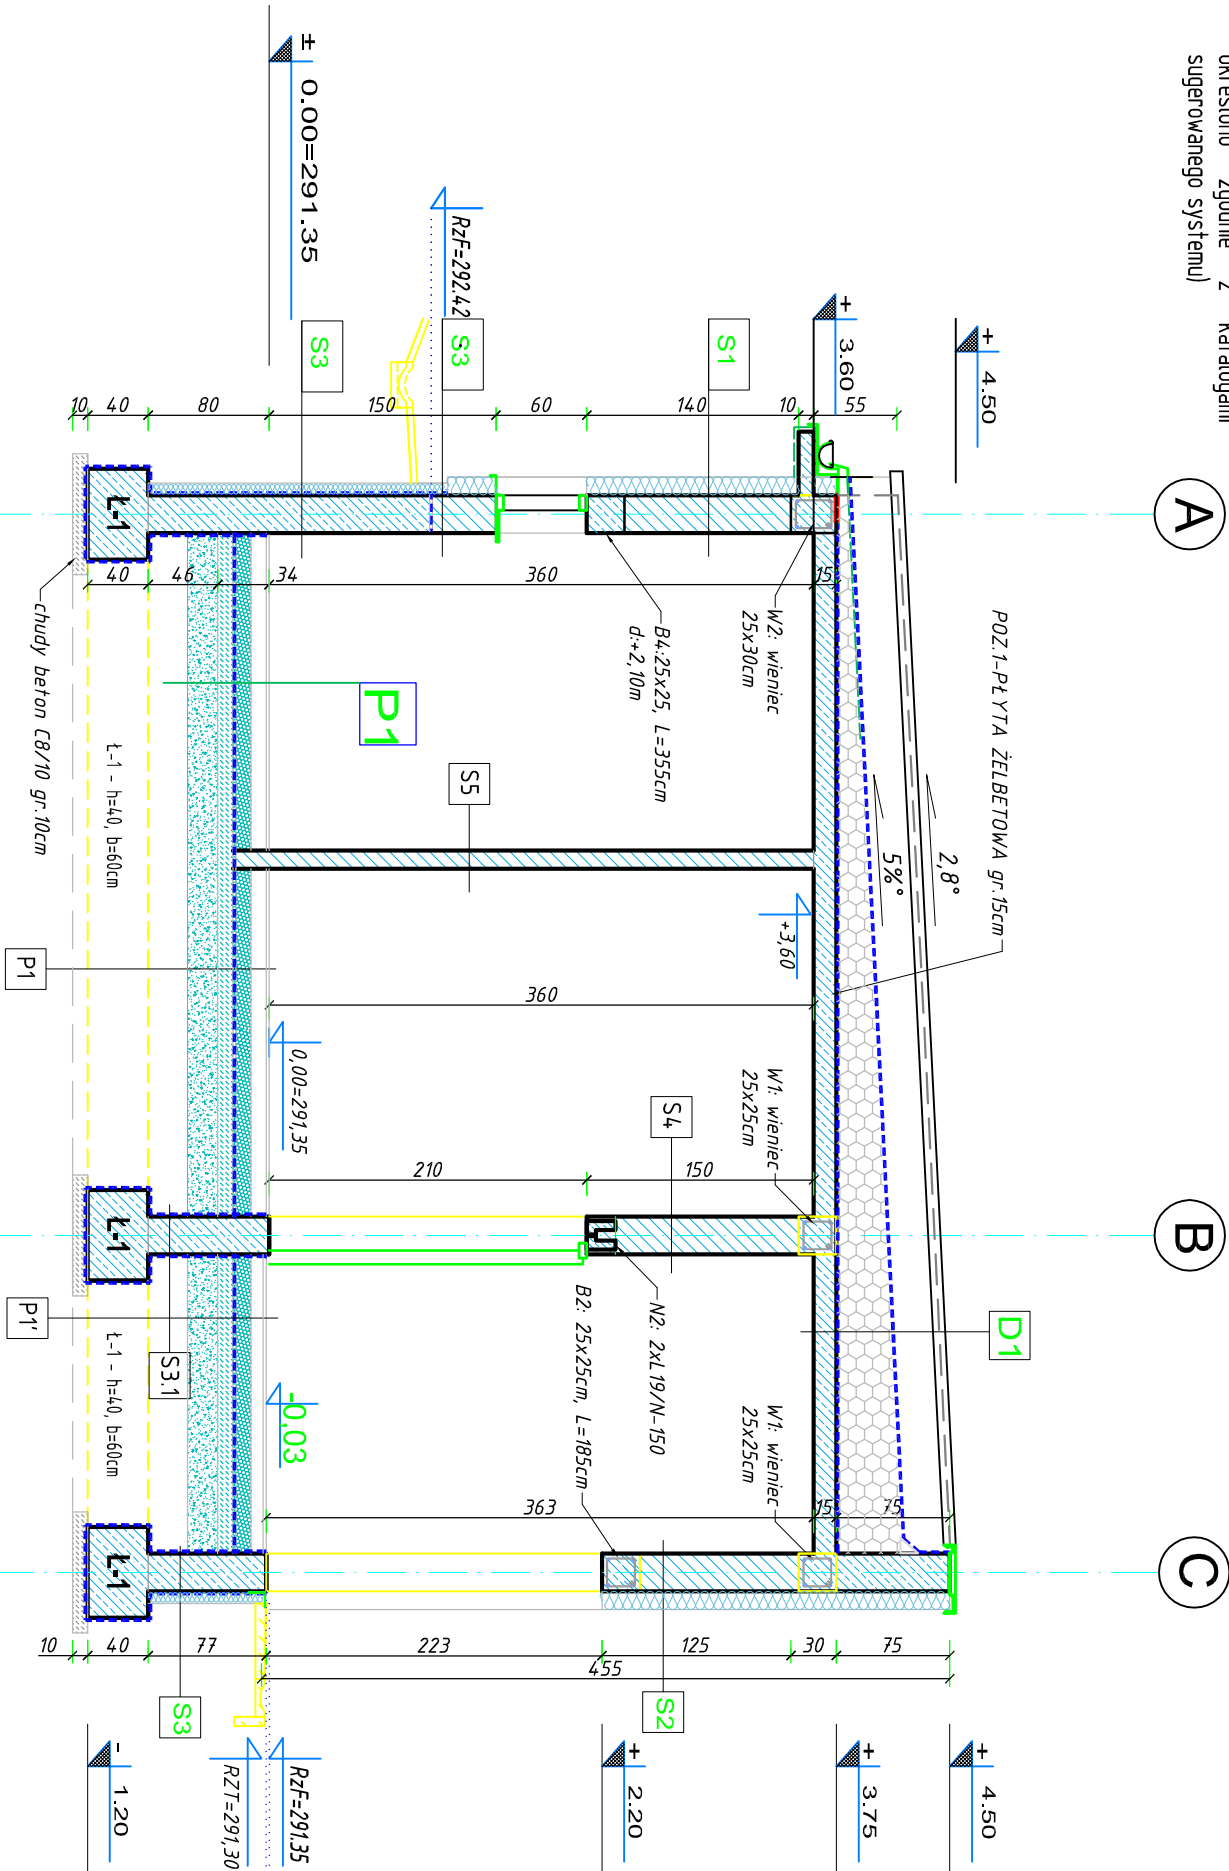 określono zgodnie z katalogami
sugerowanego systemu)
+ 4.50
+ 3.60
± 0.00=291.35
RzF=292.42
S1
S3
S3
10
40
80
150
60
140
10
55
A
B
C
Ł-1
40
46
34
360
15
W2: wieniec
25x30cm
B4:25x25, L=355cm
d:+2,10m
POZ.1-PŁYTA ŻELBETOWA gr.15cm
2,8°
5%°
chudy beton C8/10 gr.10cm
Ł-1 - h=40, b=60cm
P1
S5
+3,60
P1
360
0,00=291,35
W1: wieniec
25x25cm
S4
210
150
Ł-1
N2: 2xL19/N-150
B2: 25x25cm, L=185cm
D1
P1'
S3.1
Ł-1 - h=40, b=60cm
-0,03
W1: wieniec
25x25cm
363
15
75
Ł-1
10
40
77
223
125
30
75
455
S3
S2
RzF=291.35
RZT=291,30
- 1.20
+ 2.20
+ 3.75
+ 4.50